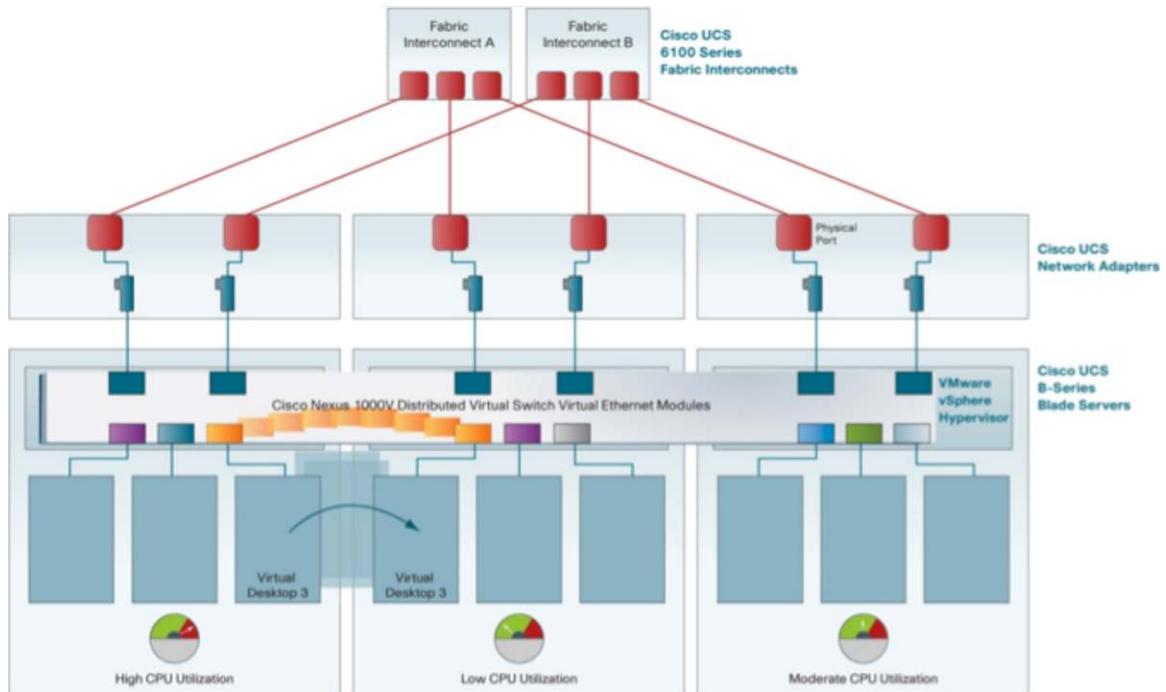 Fabric
Interconnect A
Fabric
Interconnect B
Cisco UCS
6100 Series
Fabric Interconnects
Physical
Port
Cisco UCS
Network Adapters
Cisco UCS
B-Series
Blade Servers
VMware
vSphere
Hypervisor
Cisco Nexus 1000V Distributed Virtual Switch Virtual Ethernet Modules
Virtual
Desktop 3
Virtual
Desktop 3
High CPU Utilization
Low CPU Utilization
Moderate CPU Utilization